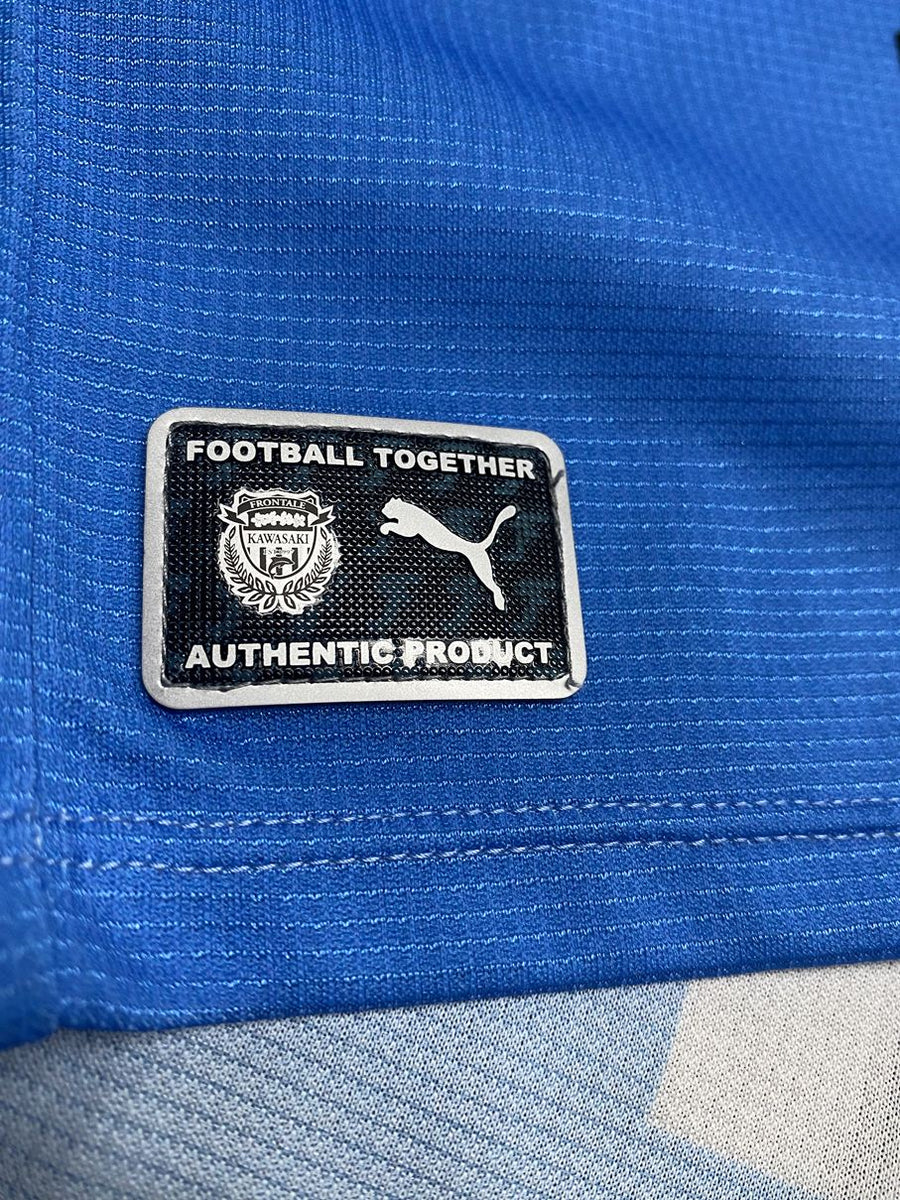 FOOTBALL TOGETHER
FRONTALE
KAWASAKI
AUTHENTIC PRODUCT